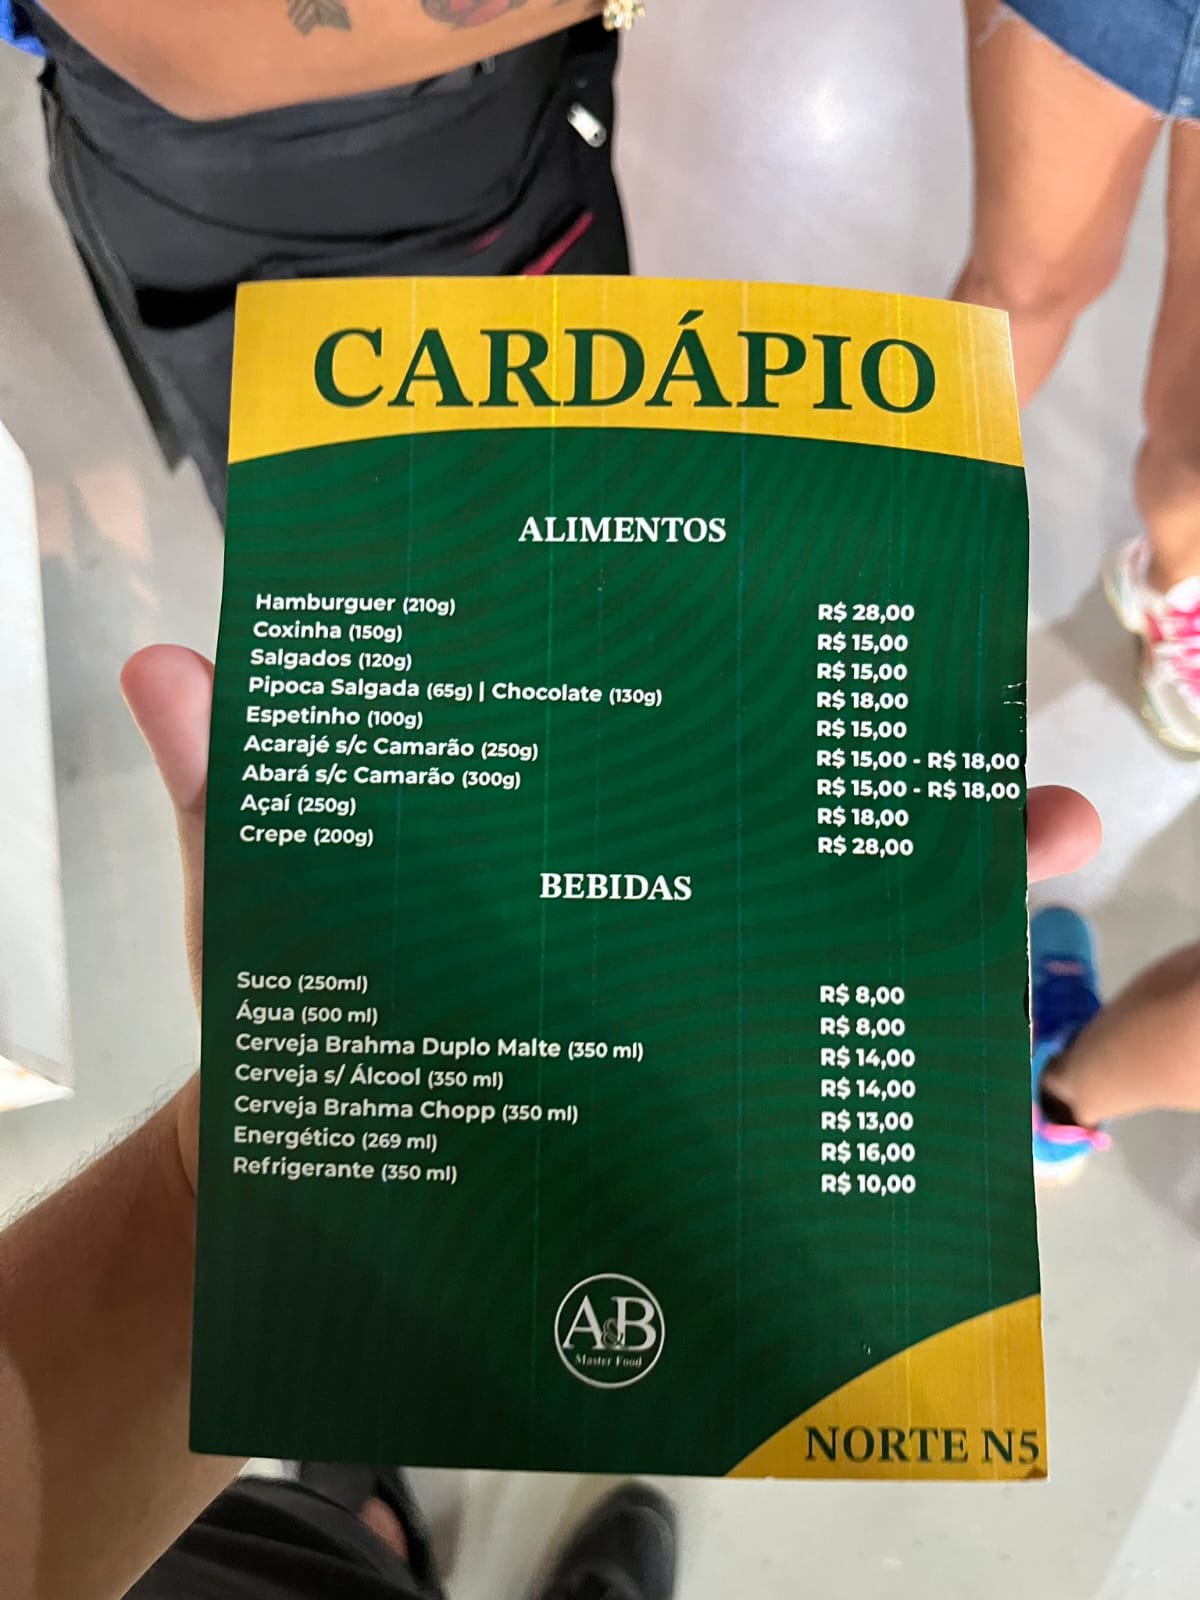 CARDÁPIO
ALIMENTOS
Hamburguer (210g) R$ 28,00
Coxinha (150g) R$ 15,00
Salgados (120g) R$ 15,00
Pipoca Salgada (65g) | Chocolate (130g) R$ 18,00
Espetinho (100g) R$ 15,00
Acarajé s/c Camarão (250g) R$ 15,00 - R$ 18,00
Abará s/c Camarão (300g) R$ 15,00 - R$ 18,00
Açaí (250g) R$ 18,00
Crepe (200g) R$ 28,00
BEBIDAS
Suco (250ml) R$ 8,00
Água (500 ml) R$ 8,00
Cerveja Brahma Duplo Malte (350 ml) R$ 14,00
Cerveja s/ Álcool (350 ml) R$ 14,00
Cerveja Brahma Chopp (350 ml) R$ 13,00
Energético (269 ml) R$ 16,00
Refrigerante (350 ml) R$ 10,00
A&B
Master Food
NORTE N5